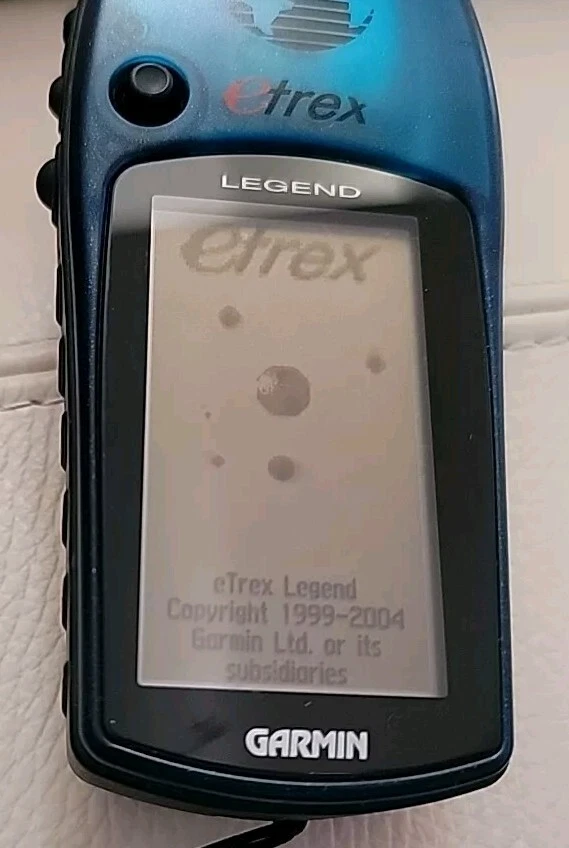 etrex
LEGEND
etrex
eTrex Legend
Copyright 1999-2004
Garmin Ltd. or its
subsidiaries
GARMIN